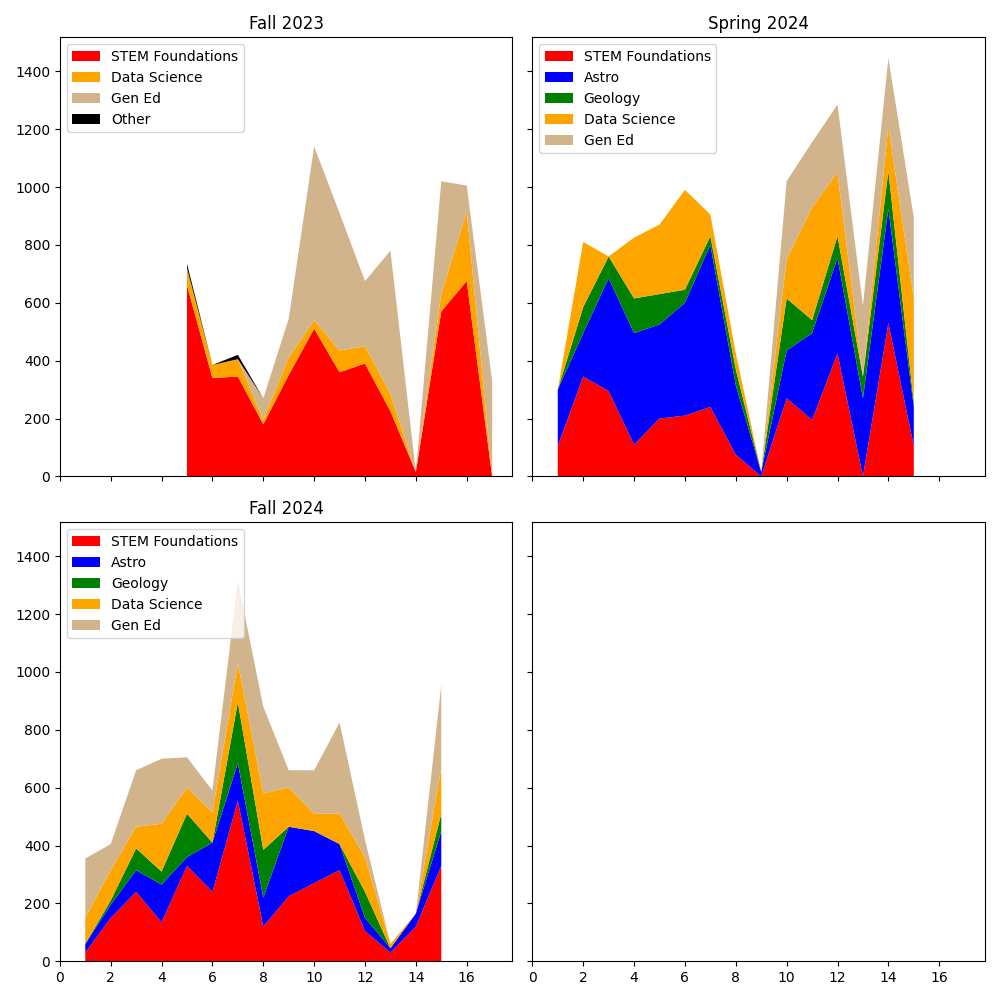 Fall 2023
STEM Foundations
Data Science
Gen Ed
Other
1400
1200
1000
800
600
400
200
0
Spring 2024
STEM Foundations
Astro
Geology
Data Science
Gen Ed
Fall 2024
STEM Foundations
Astro
Geology
Data Science
Gen Ed
1400
1200
1000
800
600
400
200
0
0 2 4 6 8 10 12 14 16
0 2 4 6 8 10 12 14 16